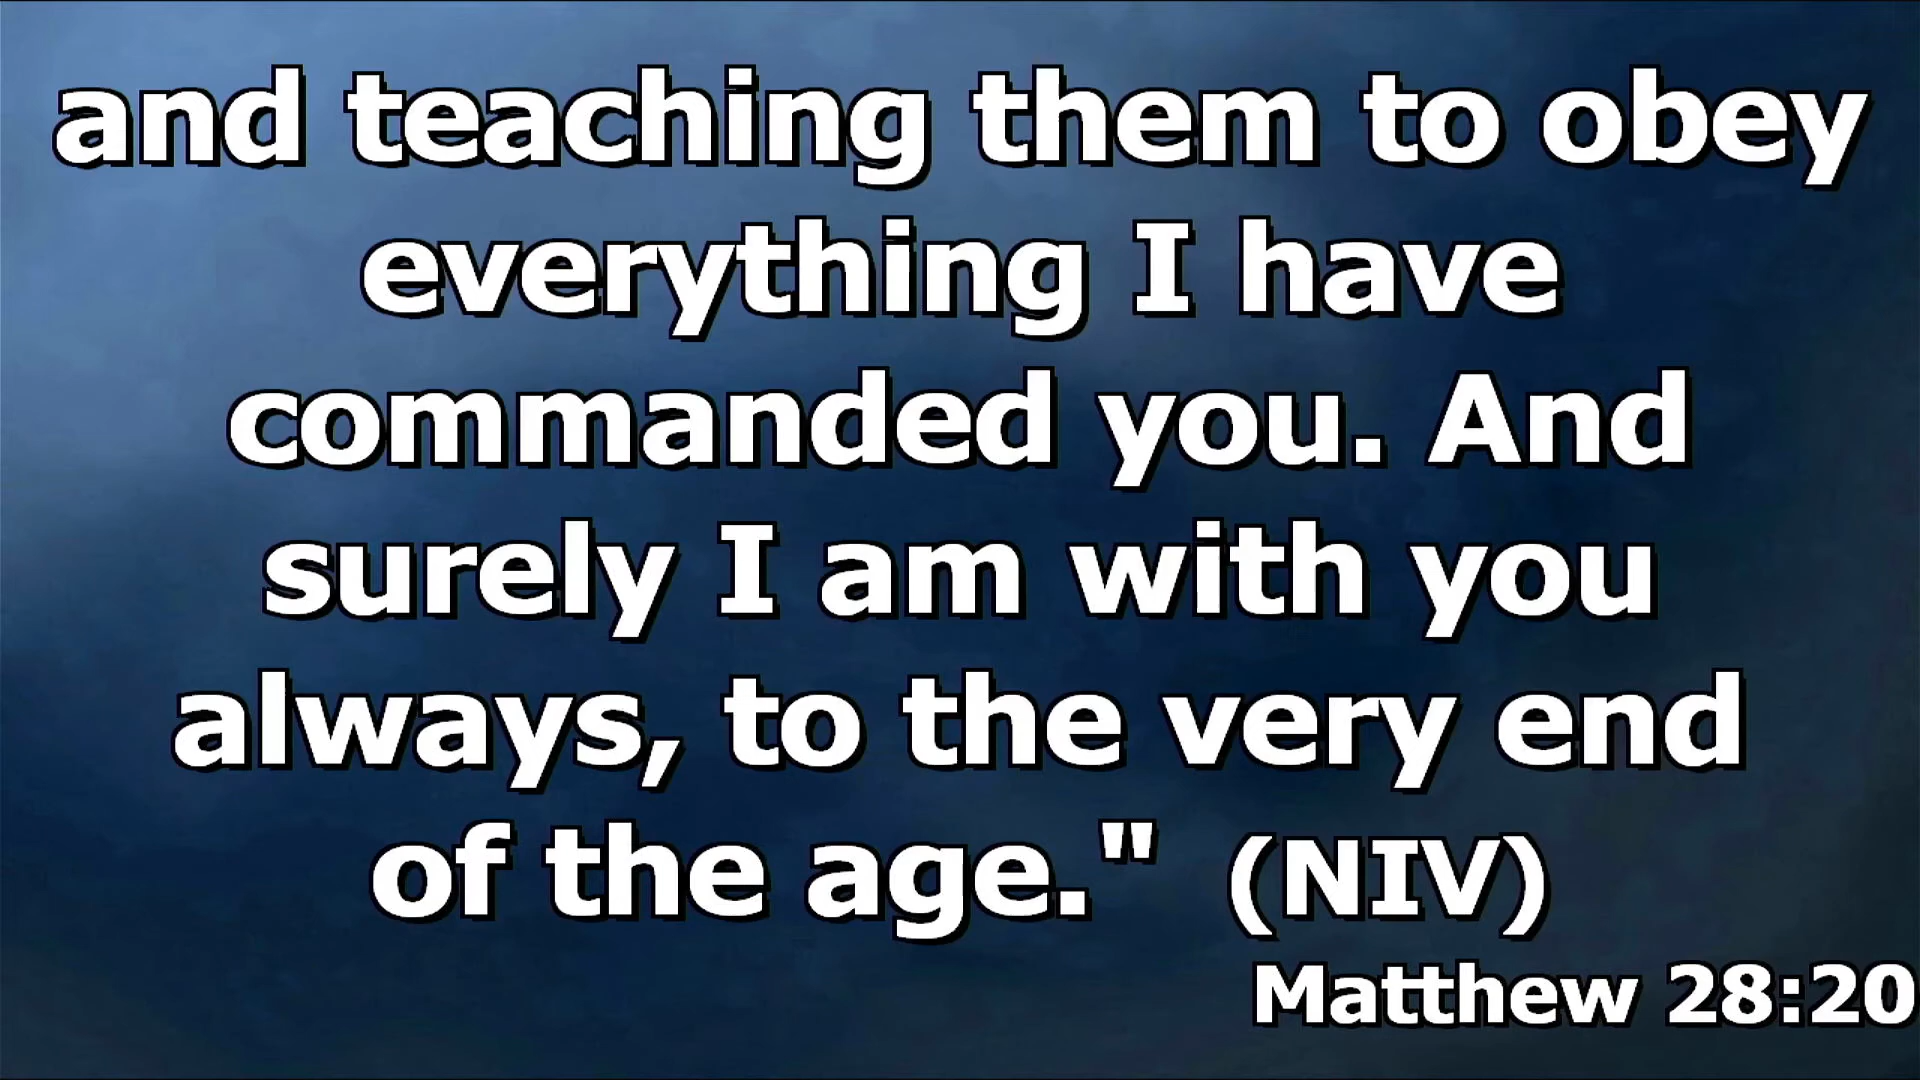 and teaching them to obey
everything I have
commanded you. And
surely I am with you
always, to the very end
of the age." (NIV)
Matthew 28:20